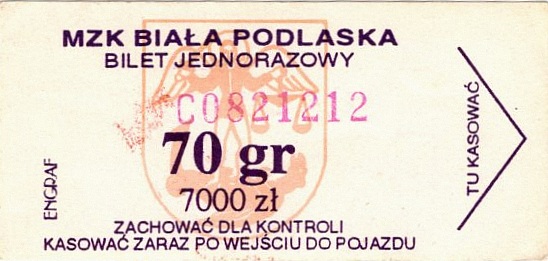 MZK BIAŁA PODLASKA
BILET JEDNORAZOWY
C0821212
70 gr
7000 zł
ZACHOWAĆ DLA KONTROLI
KASOWAĆ ZARAZ PO WEJŚCIU DO POJAZDU
ENGRAF
TU KASOWAĆ